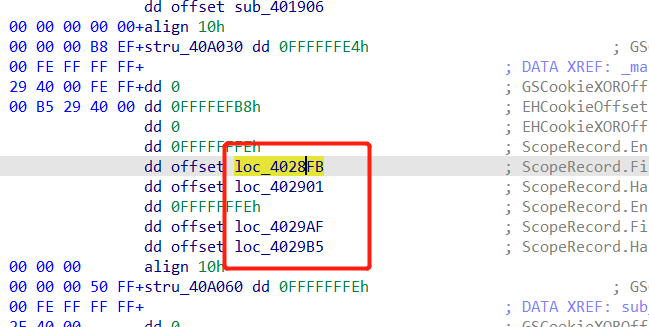 dd offset sub_401906
00 00 00 00 00+align 10h
00 00 00 B8 EF+stru_40A030 dd 0FFFFFFE4h ; GS
00 FE FF FF FF+ ; DATA XREF: _ma
29 40 00 FE FF+dd 0 ; GSCookieXOROff
00 B5 29 40 00 dd 0FFFFEFB8h ; EHCookieOffset
dd 0 ; EHCookieXOROff
dd 0FFFFFFFEh ; ScopeRecord.En
dd offset loc_4028FB ; ScopeRecord.Fi
dd offset loc_402901 ; ScopeRecord.Ha
dd 0FFFFFFFEh ; ScopeRecord.En
dd offset loc_4029AF ; ScopeRecord.Fi
dd offset loc_4029B5 ; ScopeRecord.Ha
00 00 00 align 10h
00 00 00 50 FF+stru_40A060 dd 0FFFFFFFEh ; GS
00 FE FF FF FF+ ; DATA XREF: sub
dd 0 ; GSCookieXOROff